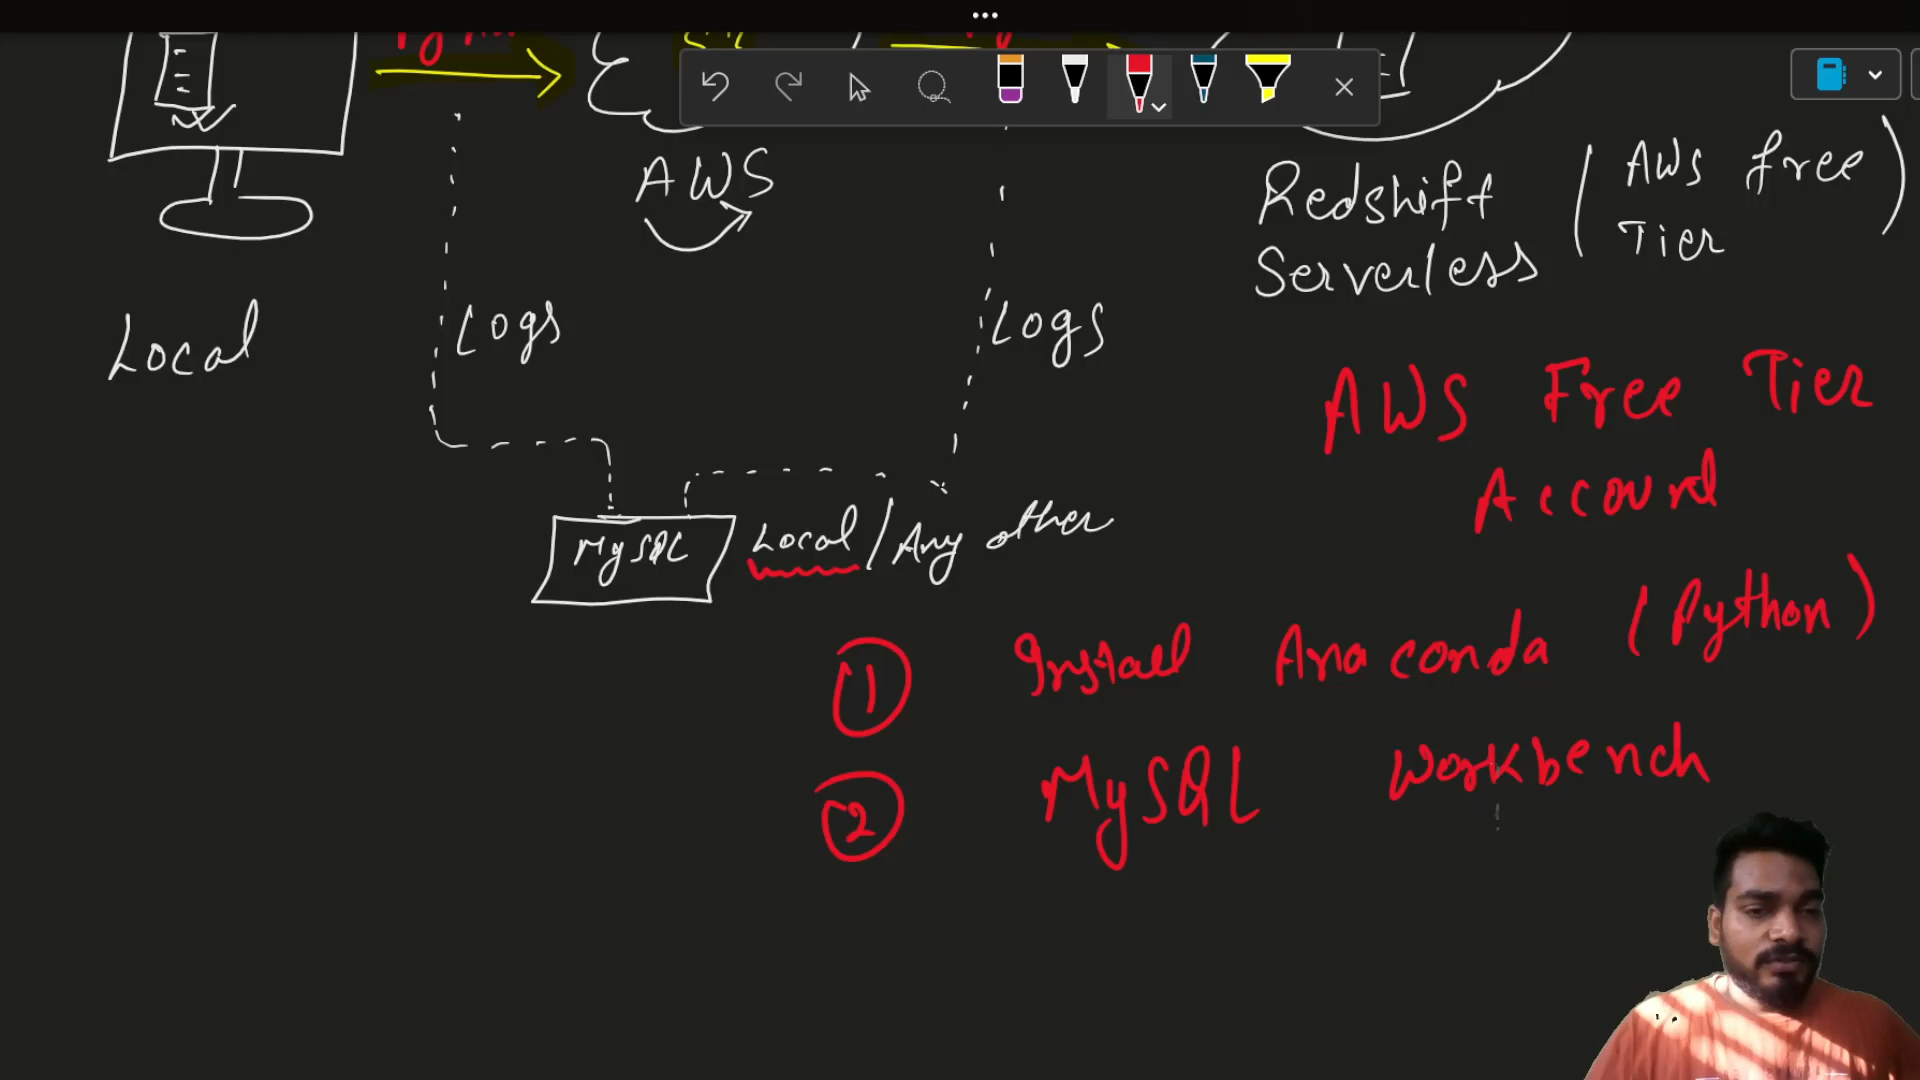 AWS
Redshift
Serverless
(AWS free
Tier)
Local
Logs
Logs
AWS Free Tier
Account
MySQL
Local / Any other
① Install Anaconda (Python)
② MySQL Workbench